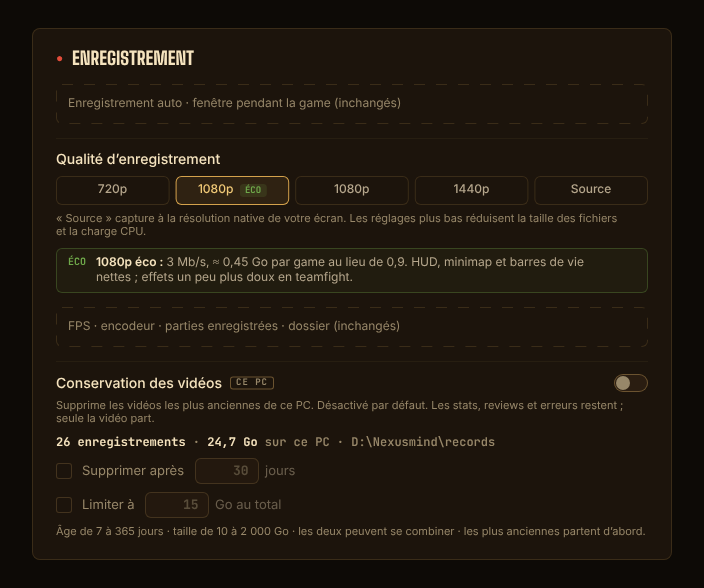 ENREGISTREMENT
Enregistrement auto · fenêtre pendant la game (inchangés)
Qualité d’enregistrement
720p
1080p ÉCO
1080p
1440p
Source
« Source » capture à la résolution native de votre écran. Les réglages plus bas réduisent la taille des fichiers
et la charge CPU.
ÉCO 1080p éco : 3 Mb/s, ≈ 0,45 Go par game au lieu de 0,9. HUD, minimap et barres de vie
nettes ; effets un peu plus doux en teamfight.
FPS · encodeur · parties enregistrées · dossier (inchangés)
Conservation des vidéos CE PC
Supprime les vidéos les plus anciennes de ce PC. Désactivé par défaut. Les stats, reviews et erreurs restent ;
seule la vidéo part.
26 enregistrements · 24,7 Go sur ce PC · D:\Nexusmind\records
Supprimer après 30 jours
Limiter à 15 Go au total
Âge de 7 à 365 jours · taille de 10 à 2 000 Go · les deux peuvent se combiner · les plus anciennes partent d’abord.